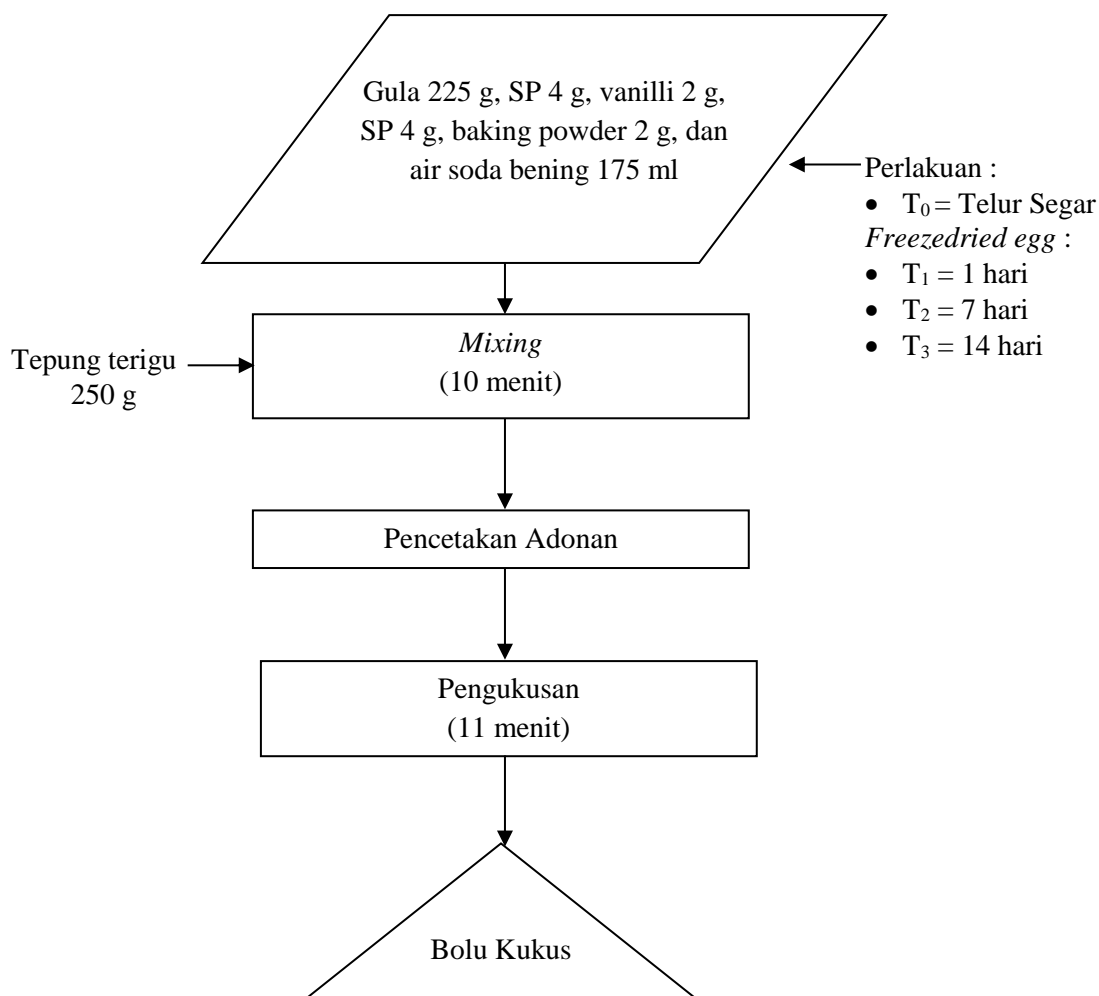 Gula 225 g, SP 4 g, vanilli 2 g,
SP 4 g, baking powder 2 g, dan
air soda bening 175 ml
Perlakuan :
• T₀ = Telur Segar
Freezedried egg :
• T₁ = 1 hari
• T₂ = 7 hari
• T₃ = 14 hari
Mixing
(10 menit)
Tepung terigu
250 g
Pencetakan Adonan
Pengukusan
(11 menit)
Bolu Kukus